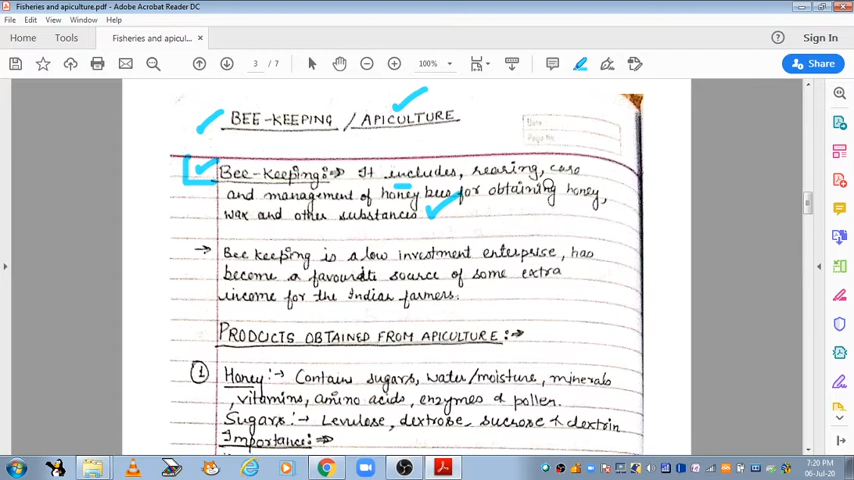 Fisheries and apiculture.pdf - Adobe Acrobat Reader DC
File Edit View Window Help
Home Tools Fisheries and apicul... × Sign In
3 / 7 100% Share
BEE-KEEPING / APICULTURE
Date
Page No
Bee-Keeping:⇒ It includes, rearing, care
and management of honey bees for obtaining honey,
wax and other substances
→ Bee keeping is a low investment enterprise, has
become a favourite source of some extra
income for the Indian farmers.
PRODUCTS OBTAINED FROM APICULTURE:→
① Honey:→ Contains sugars, water/moisture, minerals
, vitamins, amino acids, enzymes & pollen.
Sugars:→ Levulose, dextrose, sucrose & dextrin
Importance:⇒
7:20 PM
06-Jul-20